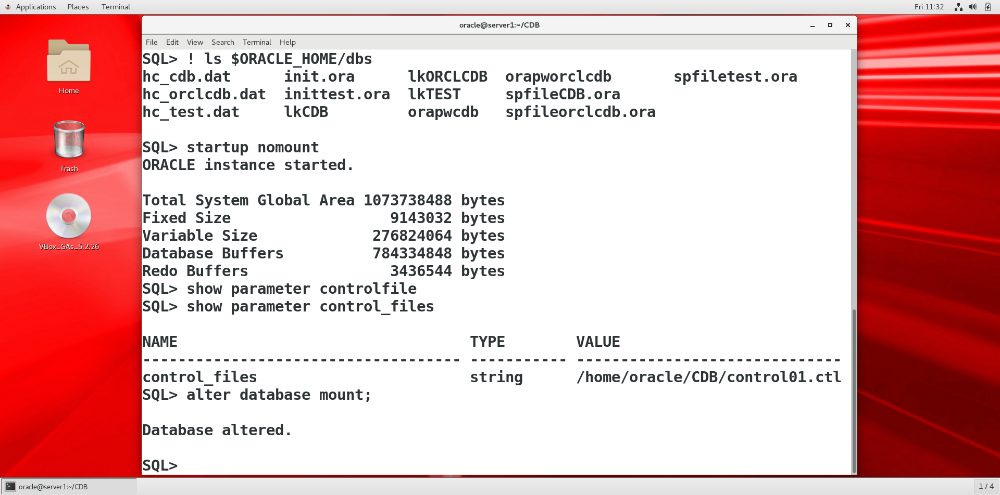 Applications Places Terminal Fri 11:32
oracle@server1:~/CDB
File Edit View Search Terminal Help
SQL> ! ls $ORACLE_HOME/dbs
hc_cdb.dat init.ora lkORCLCDB orapworclcdb spfiletest.ora
hc_orclcdb.dat inittest.ora lkTEST spfileCDB.ora
hc_test.dat lkCDB orapwcdb spfileorclcdb.ora
SQL> startup nomount
ORACLE instance started.
Total System Global Area 1073738488 bytes
Fixed Size 9143032 bytes
Variable Size 276824064 bytes
Database Buffers 784334848 bytes
Redo Buffers 3436544 bytes
SQL> show parameter controlfile
SQL> show parameter control_files
NAME TYPE VALUE
------------------------------------ ----------- ------------------------------
control_files string /home/oracle/CDB/control01.ctl
SQL> alter database mount;
Database altered.
SQL>
Home
Trash
VBox_GAs_5.2.26
oracle@server1:~/CDB
1 / 4